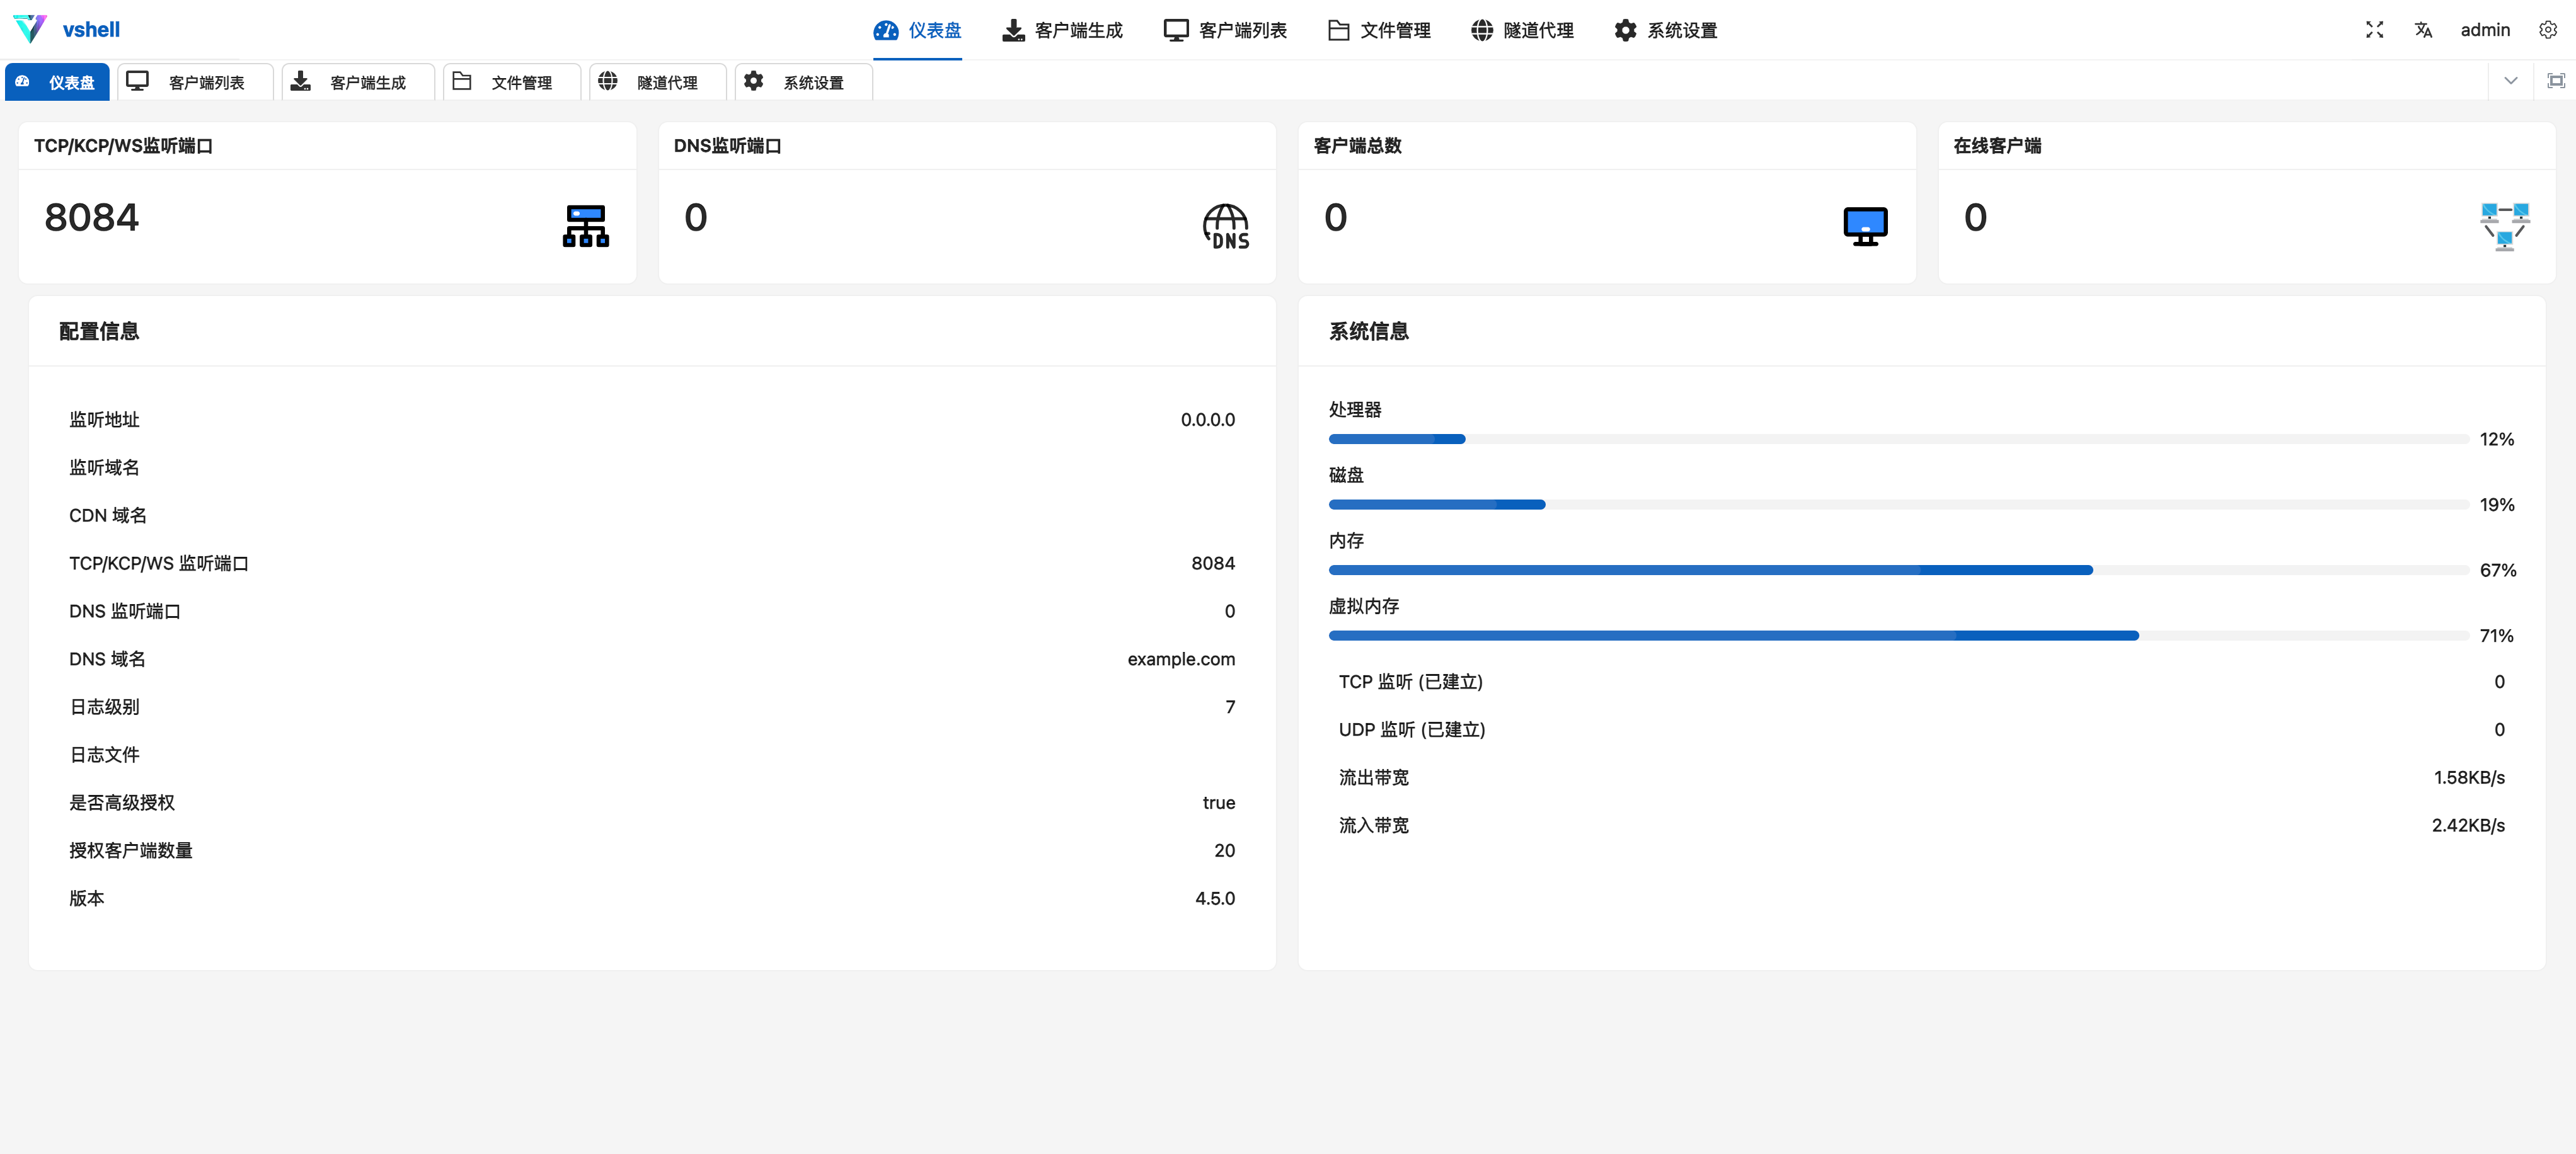 vshell
仪表盘 客户端生成 客户端列表 文件管理 隧道代理 系统设置
admin
仪表盘 客户端列表 客户端生成 文件管理 隧道代理 系统设置
TCP/KCP/WS监听端口
8084
DNS监听端口
0
DNS
客户端总数
0
在线客户端
0
配置信息
监听地址 0.0.0.0
监听域名
CDN 域名
TCP/KCP/WS 监听端口 8084
DNS 监听端口 0
DNS 域名 example.com
日志级别 7
日志文件
是否高级授权 true
授权客户端数量 20
版本 4.5.0
系统信息
处理器
12%
磁盘
19%
内存
67%
虚拟内存
71%
TCP 监听 (已建立) 0
UDP 监听 (已建立) 0
流出带宽 1.58KB/s
流入带宽 2.42KB/s